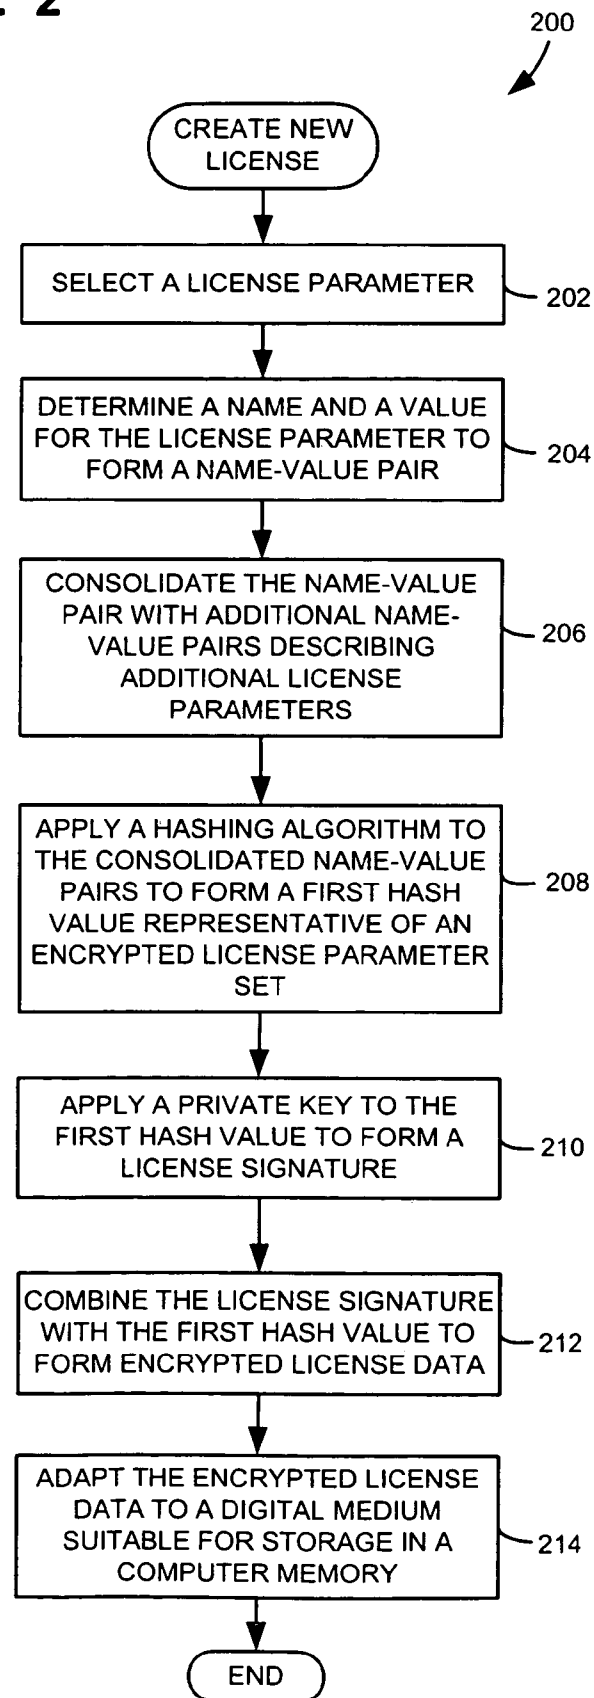 . 2
200
CREATE NEW
LICENSE
SELECT A LICENSE PARAMETER
202
DETERMINE A NAME AND A VALUE
FOR THE LICENSE PARAMETER TO
FORM A NAME-VALUE PAIR
204
CONSOLIDATE THE NAME-VALUE
PAIR WITH ADDITIONAL NAME-
VALUE PAIRS DESCRIBING
ADDITIONAL LICENSE
PARAMETERS
206
APPLY A HASHING ALGORITHM TO
THE CONSOLIDATED NAME-VALUE
PAIRS TO FORM A FIRST HASH
VALUE REPRESENTATIVE OF AN
ENCRYPTED LICENSE PARAMETER
SET
208
APPLY A PRIVATE KEY TO THE
FIRST HASH VALUE TO FORM A
LICENSE SIGNATURE
210
COMBINE THE LICENSE SIGNATURE
WITH THE FIRST HASH VALUE TO
FORM ENCRYPTED LICENSE DATA
212
ADAPT THE ENCRYPTED LICENSE
DATA TO A DIGITAL MEDIUM
SUITABLE FOR STORAGE IN A
COMPUTER MEMORY
214
END